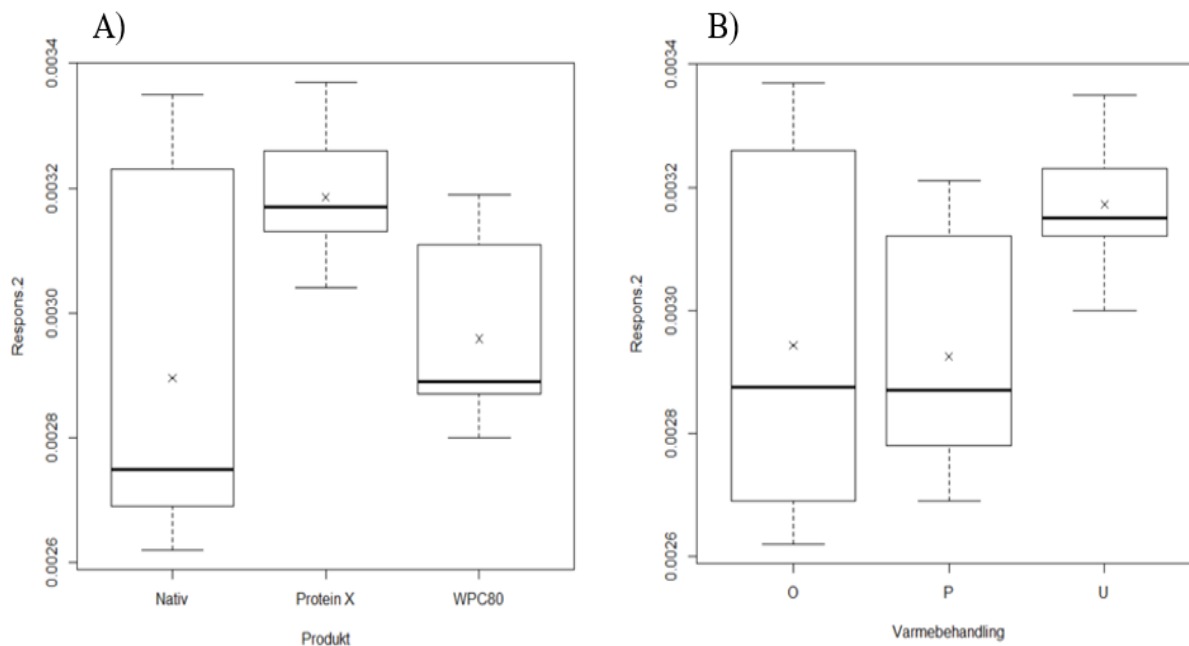 A)
0.0034
0.0032
0.0030
0.0028
0.0026
Respons.2
Nativ Protein X WPC80
Produkt
B)
0.0034
0.0032
0.0030
0.0028
0.0026
Respons.2
O P U
Varmebehandling